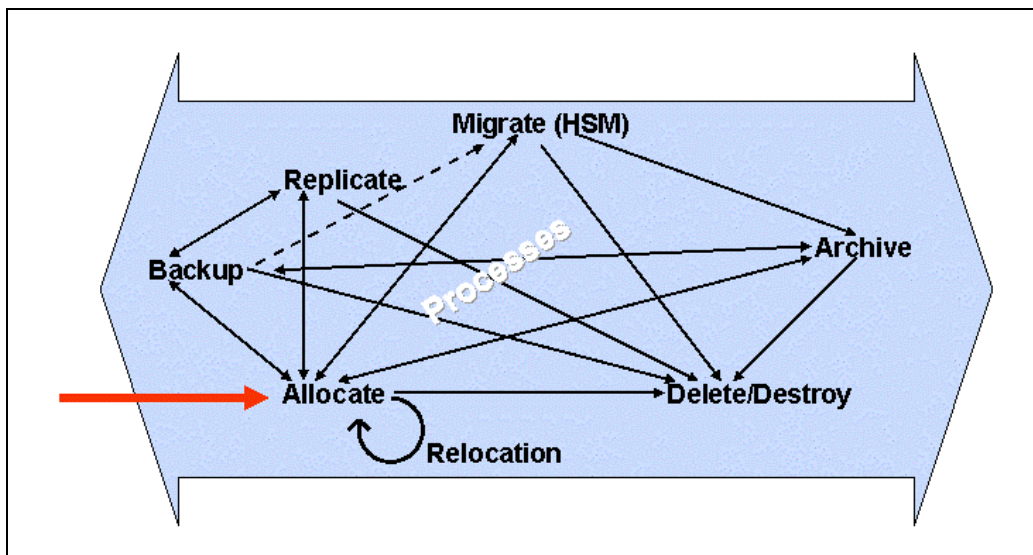 Migrate (HSM)
Replicate
Processes
Archive
Backup
Allocate
Delete/Destroy
Relocation